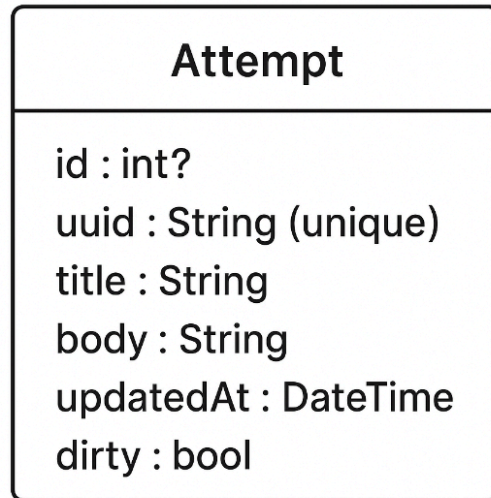 Attempt
id : int?
uuid : String (unique)
title : String
body : String
updatedAt : DateTime
dirty : bool